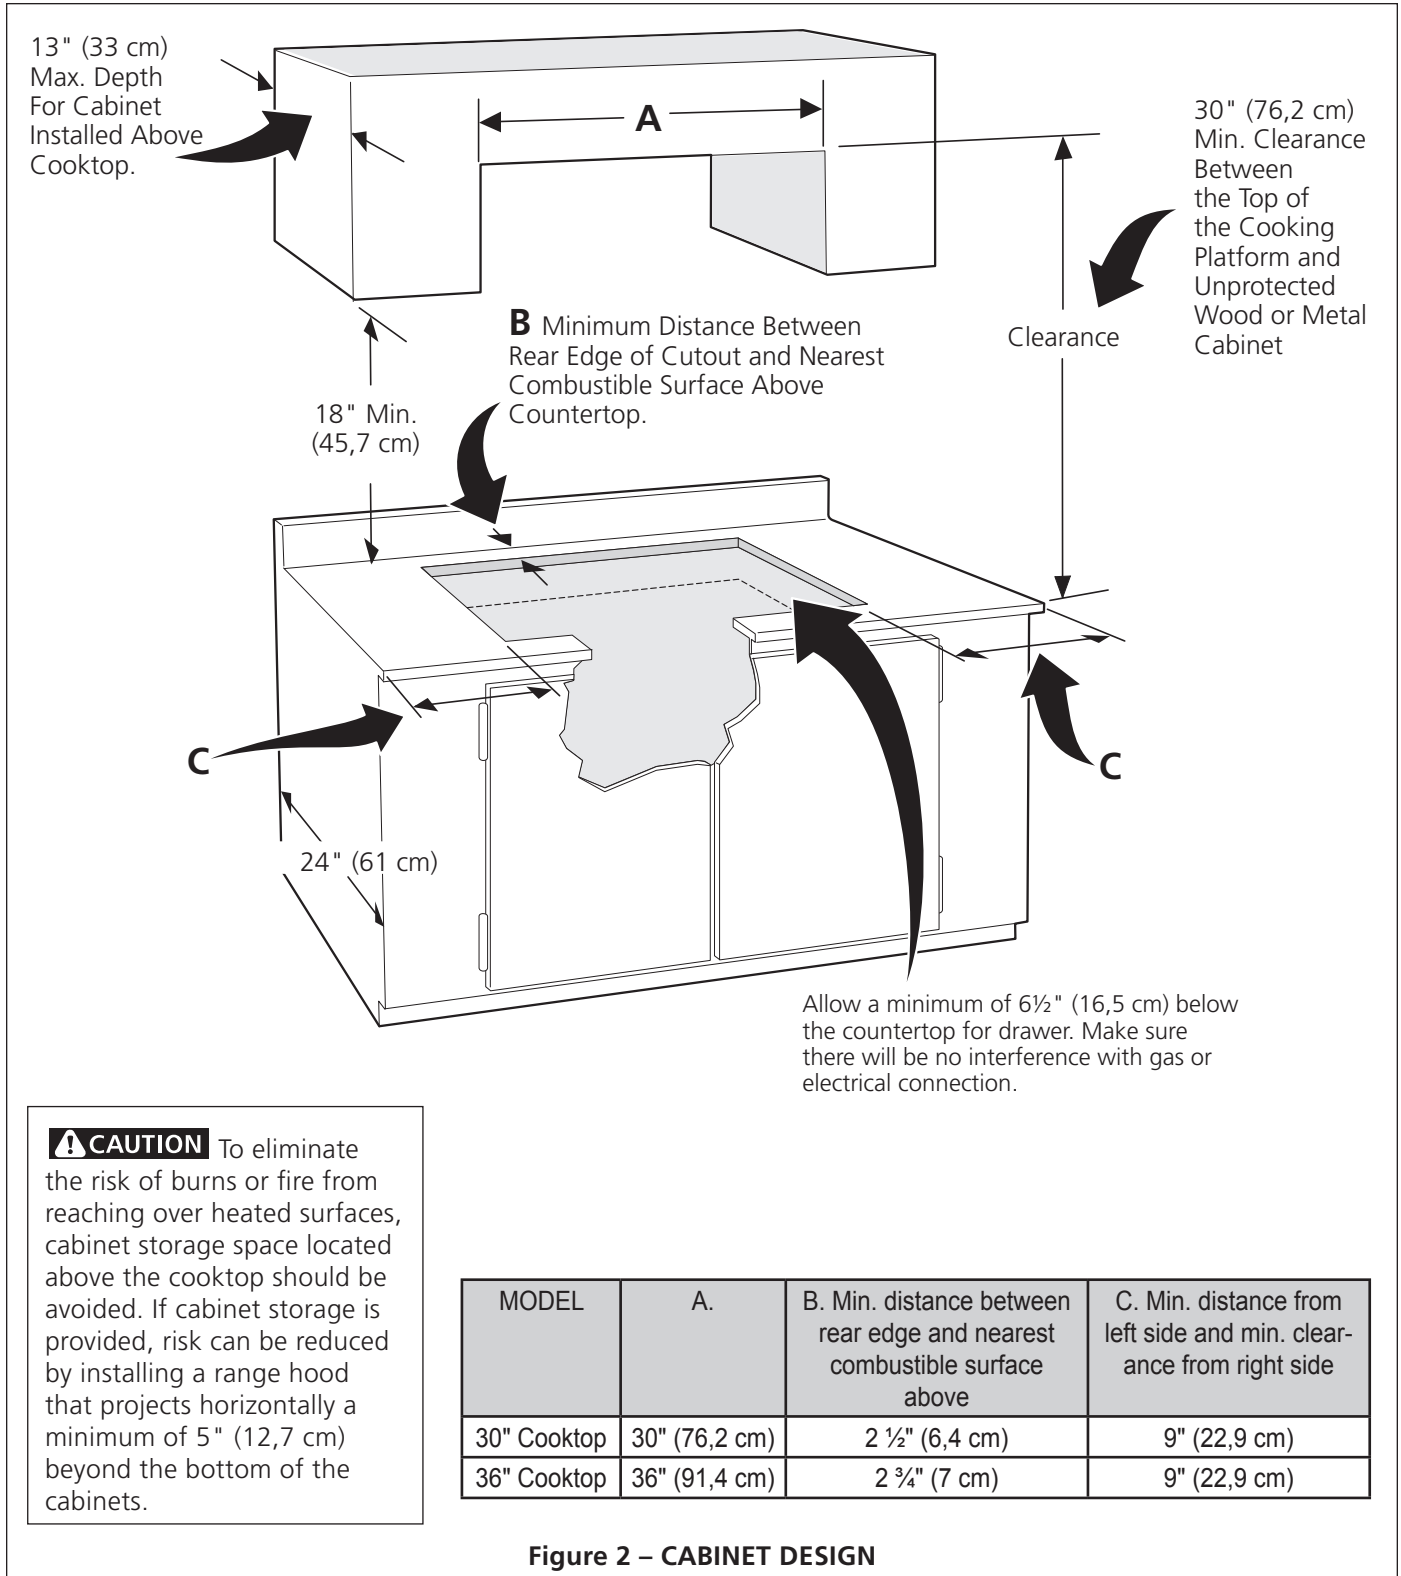 13" (33 cm)
Max. Depth
For Cabinet
Installed Above
Cooktop.
A
30" (76,2 cm)
Min. Clearance
Between
the Top of
the Cooking
Platform and
Unprotected
Wood or Metal
Cabinet
Clearance
B Minimum Distance Between
Rear Edge of Cutout and Nearest
Combustible Surface Above
Countertop.
18" Min.
(45,7 cm)
C
C
24" (61 cm)
Allow a minimum of 6½" (16,5 cm) below
the countertop for drawer. Make sure
there will be no interference with gas or
electrical connection.
CAUTION To eliminate
the risk of burns or fire from
reaching over heated surfaces,
cabinet storage space located
above the cooktop should be
avoided. If cabinet storage is
provided, risk can be reduced
by installing a range hood
that projects horizontally a
minimum of 5" (12,7 cm)
beyond the bottom of the
cabinets.
MODEL
A.
B. Min. distance between
rear edge and nearest
combustible surface
above
C. Min. distance from
left side and min. clear-
ance from right side
30" Cooktop 30" (76,2 cm) 2 ½" (6,4 cm) 9" (22,9 cm)
36" Cooktop 36" (91,4 cm) 2 ¾" (7 cm) 9" (22,9 cm)
Figure 2 – CABINET DESIGN